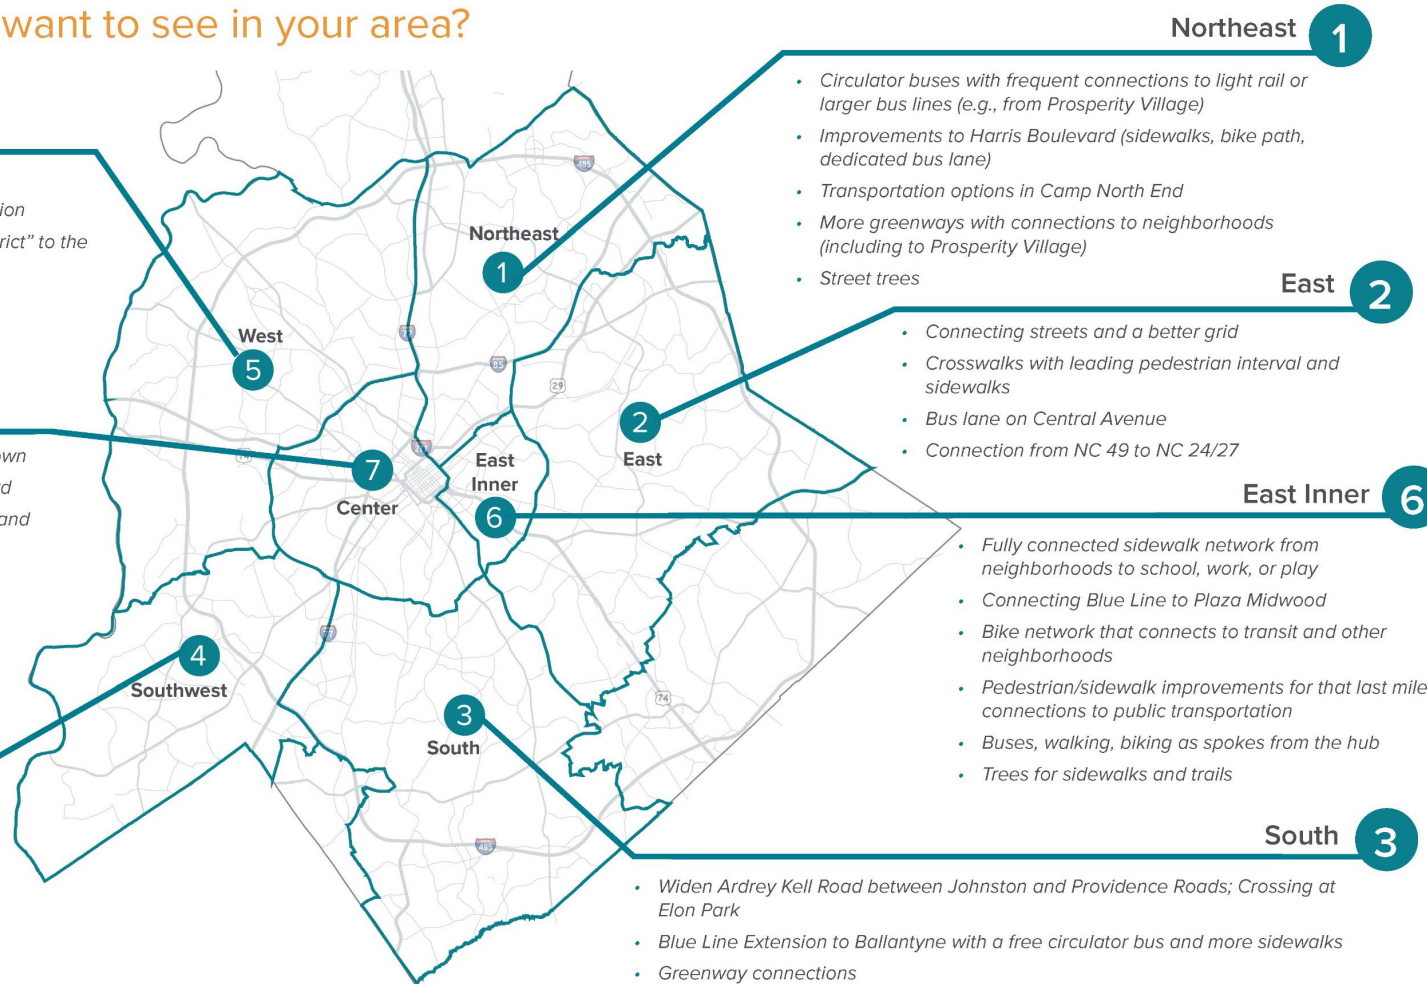 want to see in your area?
Northeast 1
• Circulator buses with frequent connections to light rail or
larger bus lines (e.g., from Prosperity Village)
• Improvements to Harris Boulevard (sidewalks, bike path,
dedicated bus lane)
• Transportation options in Camp North End
• More greenways with connections to neighborhoods
(including to Prosperity Village)
• Street trees
East 2
• Connecting streets and a better grid
• Crosswalks with leading pedestrian interval and
sidewalks
• Bus lane on Central Avenue
• Connection from NC 49 to NC 24/27
East Inner 6
• Fully connected sidewalk network from
neighborhoods to school, work, or play
• Connecting Blue Line to Plaza Midwood
• Bike network that connects to transit and other
neighborhoods
• Pedestrian/sidewalk improvements for that last mile
connections to public transportation
• Buses, walking, biking as spokes from the hub
• Trees for sidewalks and trails
South 3
• Widen Ardrey Kell Road between Johnston and Providence Roads; Crossing at
Elon Park
• Blue Line Extension to Ballantyne with a free circulator bus and more sidewalks
• Greenway connections
ion
rict” to the
own
rd
and
485
Northeast
1
77
West
5
85
29
2
East
74
7
Center
East
Inner
6
77
4
Southwest
74
3
South
485